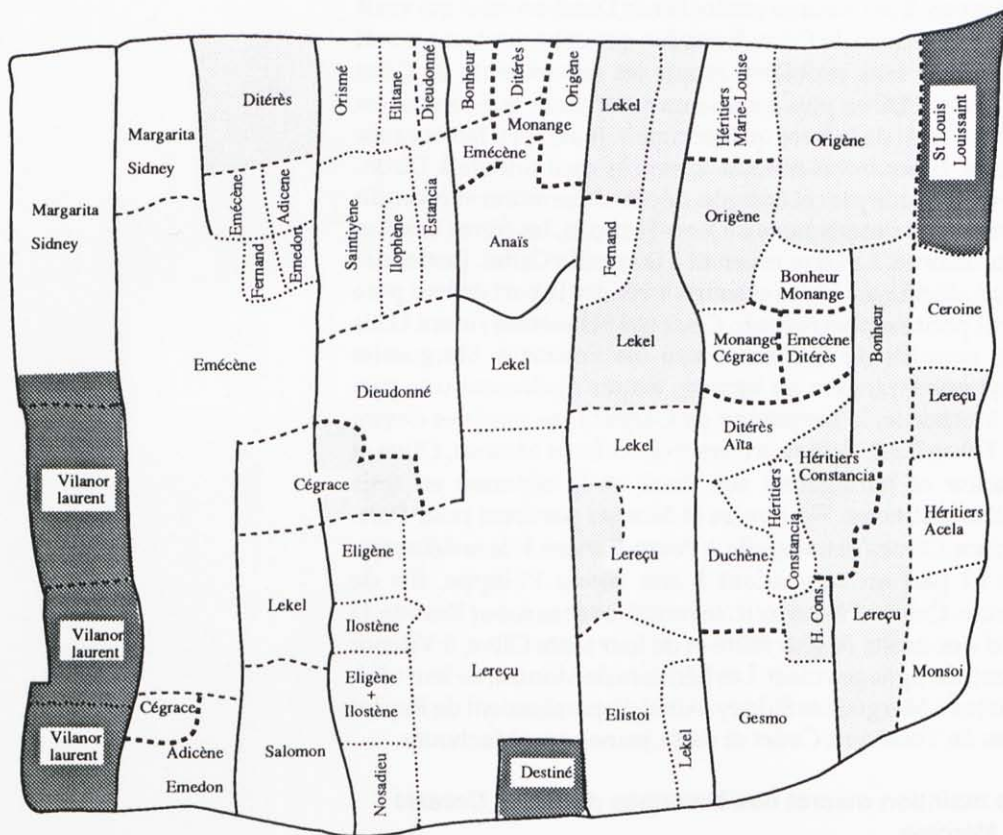 Margarita
Sidney
Margarita
Sidney
Ditérès
Orismé
Elitane
Dieudonné
Bonheur
Ditérès
Monange
Origène
Emécène
Lekel
Héritiers
Marie-Louise
Origène
St Louis
Louissaint
Emécène
Adicene
Fernand
Ernedon
Saintiyène
Ilophène
Estancia
Anaïs
Fernand
Origène
Bonheur
Monange
Bonheur
Ceroine
Emécène
Lekel
Lekel
Monange
Cégrace
Emecène
Ditérès
Lereçu
Dieudonné
Lekel
Ditérès
Aïta
Héritiers
Constancia
Vilanor
laurent
Cégrace
Héritiers
Constancia
Héritiers
Acela
Eligène
Lereçu
Duchène
H. Cons.
Lereçu
Lekel
Ilostène
Vilanor
laurent
Lereçu
Monsoi
Eligène
+
Ilostène
Cégrace
Elistoi
Lekel
Gesmo
Vilanor
laurent
Adicène
Ernedon
Salomon
Nosadieu
Destiné